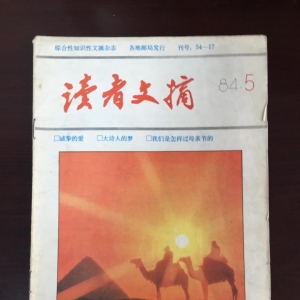 综合性知识性文摘杂志 各地邮局发行 刊号：54—17
读者文摘 84.5
□诚挚的爱 □大诗人的梦 □我们是怎样过母亲节的